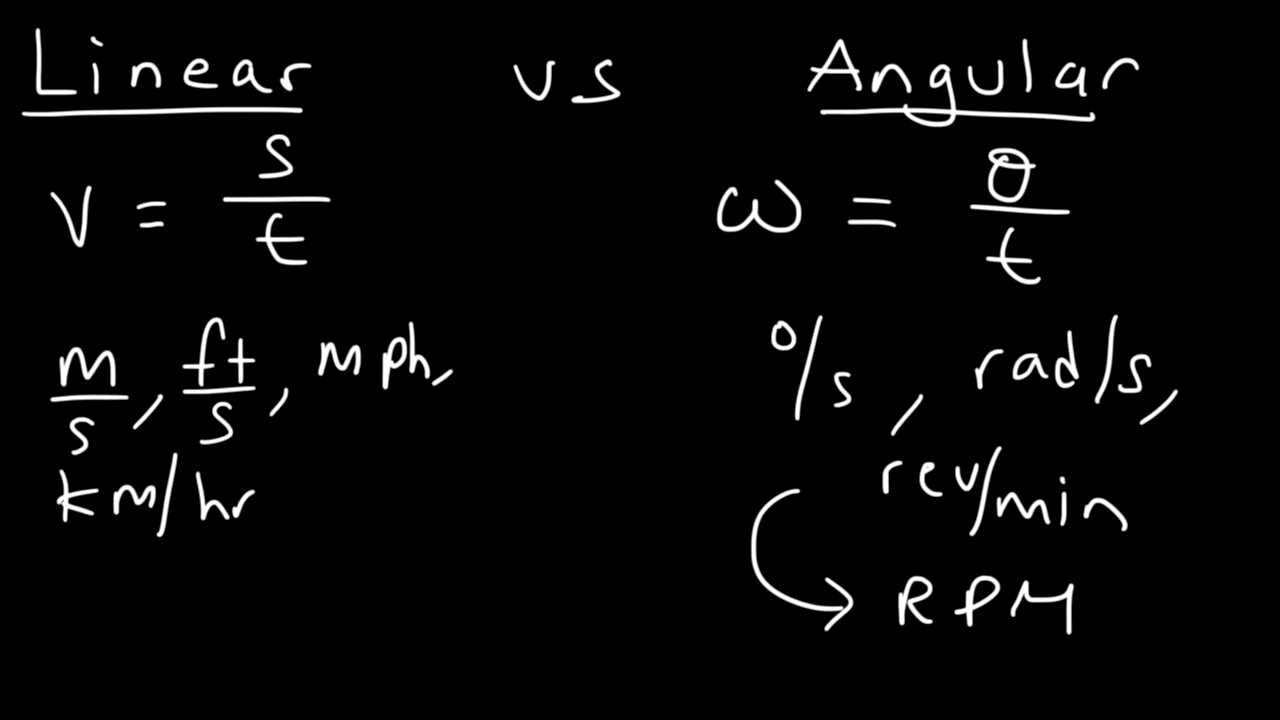 Linear vs Angular
v = s/t
ω = θ/t
m/s, ft/s, mph,
km/hr
°/s, rad/s,
rev/min
RPM